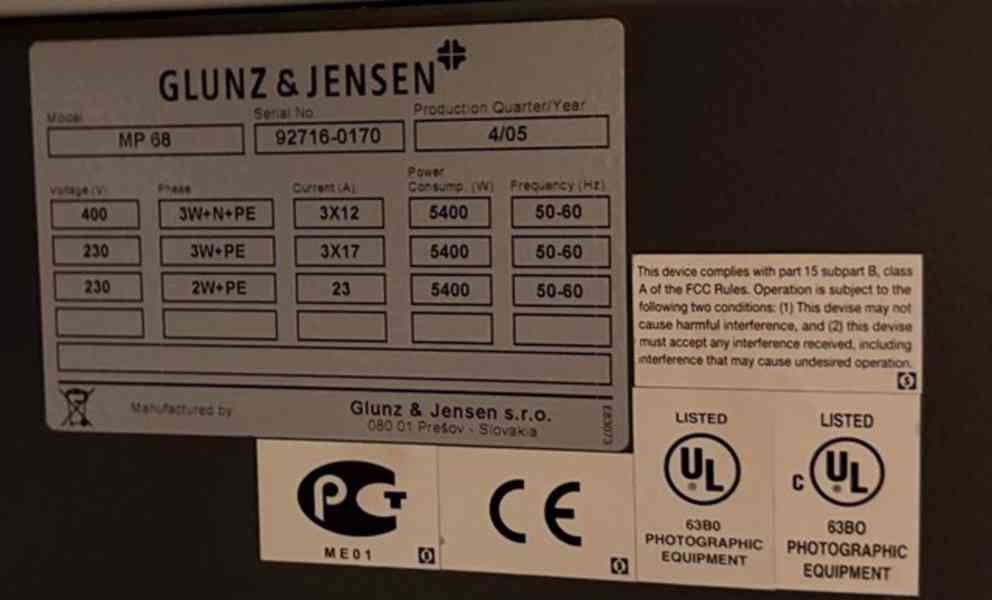 GLUNZ & JENSEN
Model Serial No. Production Quarter/Year
MP 68 92716-0170 4/05
Voltage (V) Phase Current (A) Power Consump. (W) Frequency (Hz)
400 3W+N+PE 3X12 5400 50-60
230 3W+PE 3X17 5400 50-60
230 2W+PE 23 5400 50-60
Manufactured by Glunz & Jensen s.r.o.
080 01 Prešov - Slovakia
E83073
This device complies with part 15 subpart B, class
A of the FCC Rules. Operation is subject to the
following two conditions: (1) This devise may not
cause harmful interference, and (2) this devise
must accept any interference received, including
interference that may cause undesired operation.
РСТ
ME01
CE
LISTED
UL
®
63B0
PHOTOGRAPHIC
EQUIPMENT
LISTED
C UL
®
63BO
PHOTOGRAPHIC
EQUIPMENT